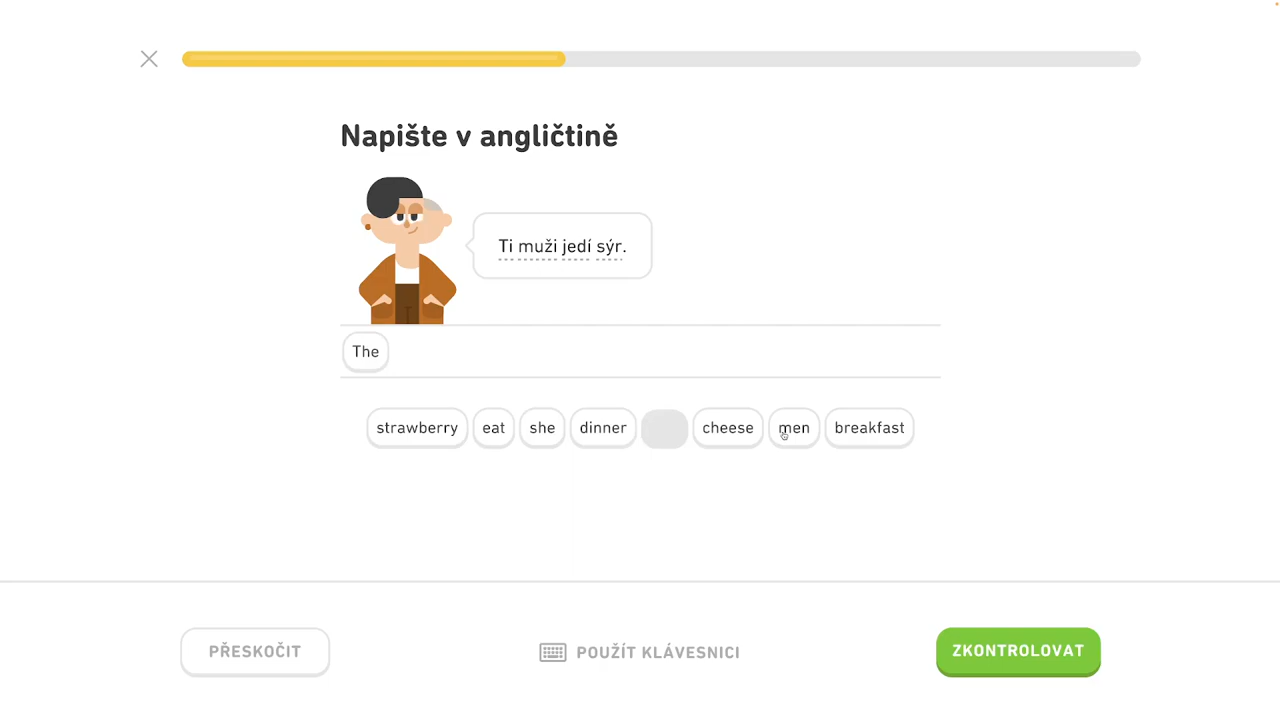 Napište v angličtině
Ti muži jedí sýr.
The
strawberry eat she dinner cheese men breakfast
PŘESKOČIT POUŽÍT KLÁVESNICI ZKONTROLOVAT